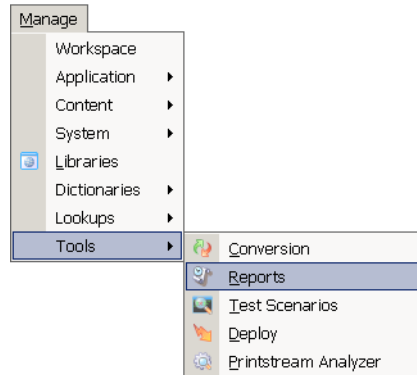 Manage
Workspace
Application
Content
System
Libraries
Dictionaries
Lookups
Tools
Conversion
Reports
Test Scenarios
Deploy
Printstream Analyzer